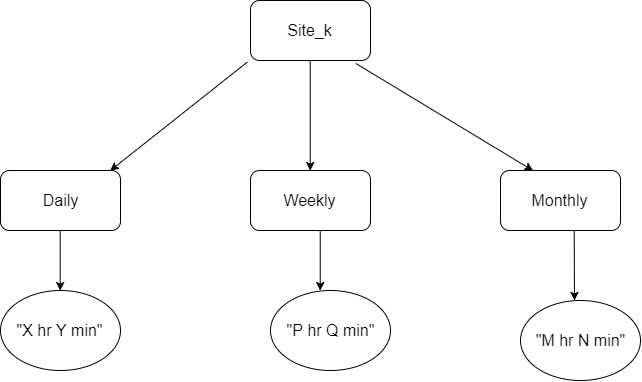 Site_k
Daily
Weekly
Monthly
"X hr Y min"
"P hr Q min"
"M hr N min"